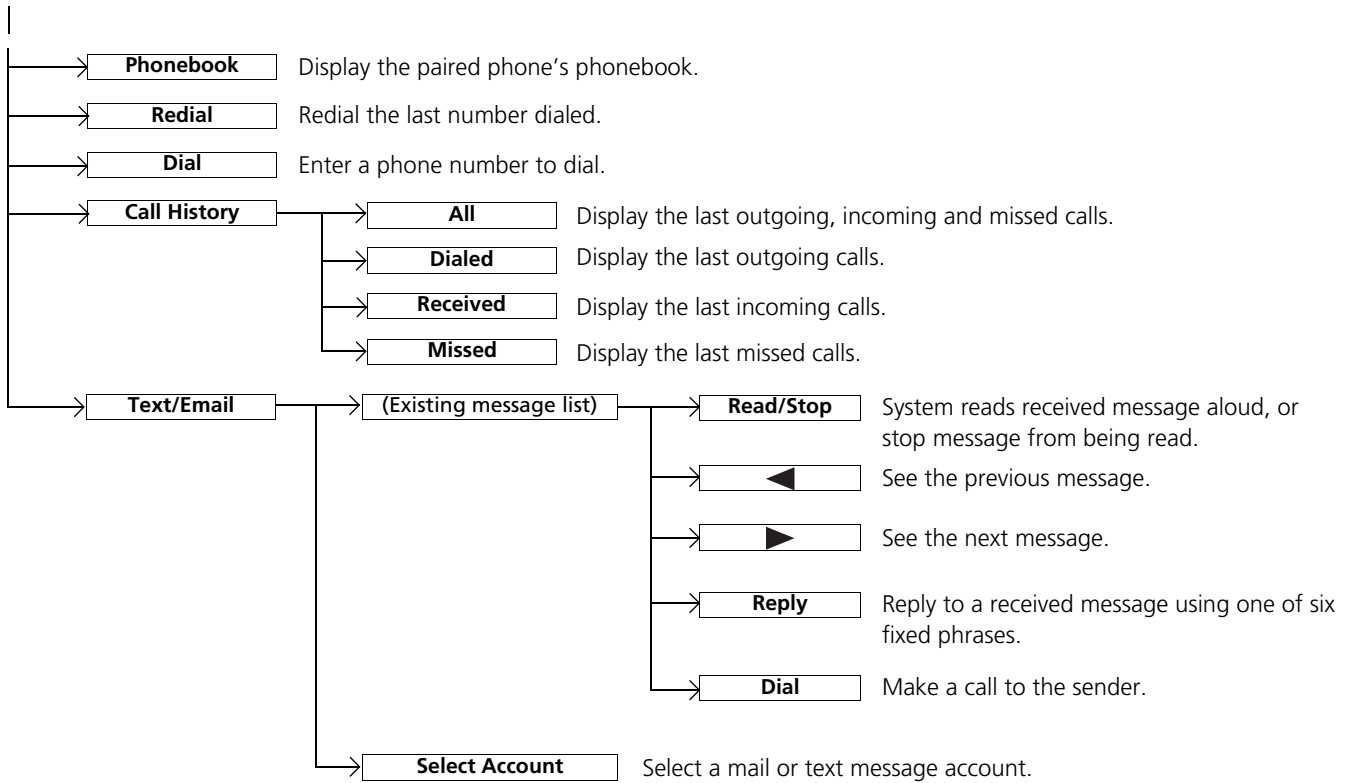 Phonebook Display the paired phone's phonebook.
Redial Redial the last number dialed.
Dial Enter a phone number to dial.
Call History All Display the last outgoing, incoming and missed calls.
Dialed Display the last outgoing calls.
Received Display the last incoming calls.
Missed Display the last missed calls.
Text/Email (Existing message list) Read/Stop System reads received message aloud, or
stop message from being read.
◄ See the previous message.
► See the next message.
Reply Reply to a received message using one of six
fixed phrases.
Dial Make a call to the sender.
Select Account Select a mail or text message account.